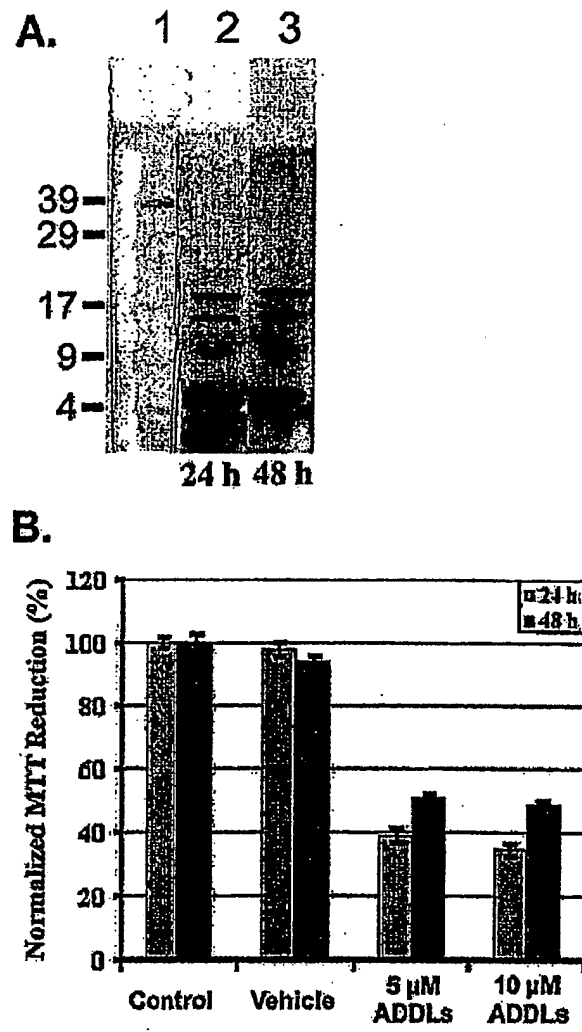 A.
1 2 3
39
29
17
9
4
24 h 48 h
B.
Normalized MTT Reduction (%)
120
100
80
60
40
20
0
24 h
48 h
Control Vehicle 5 µM ADDLs 10 µM ADDLs